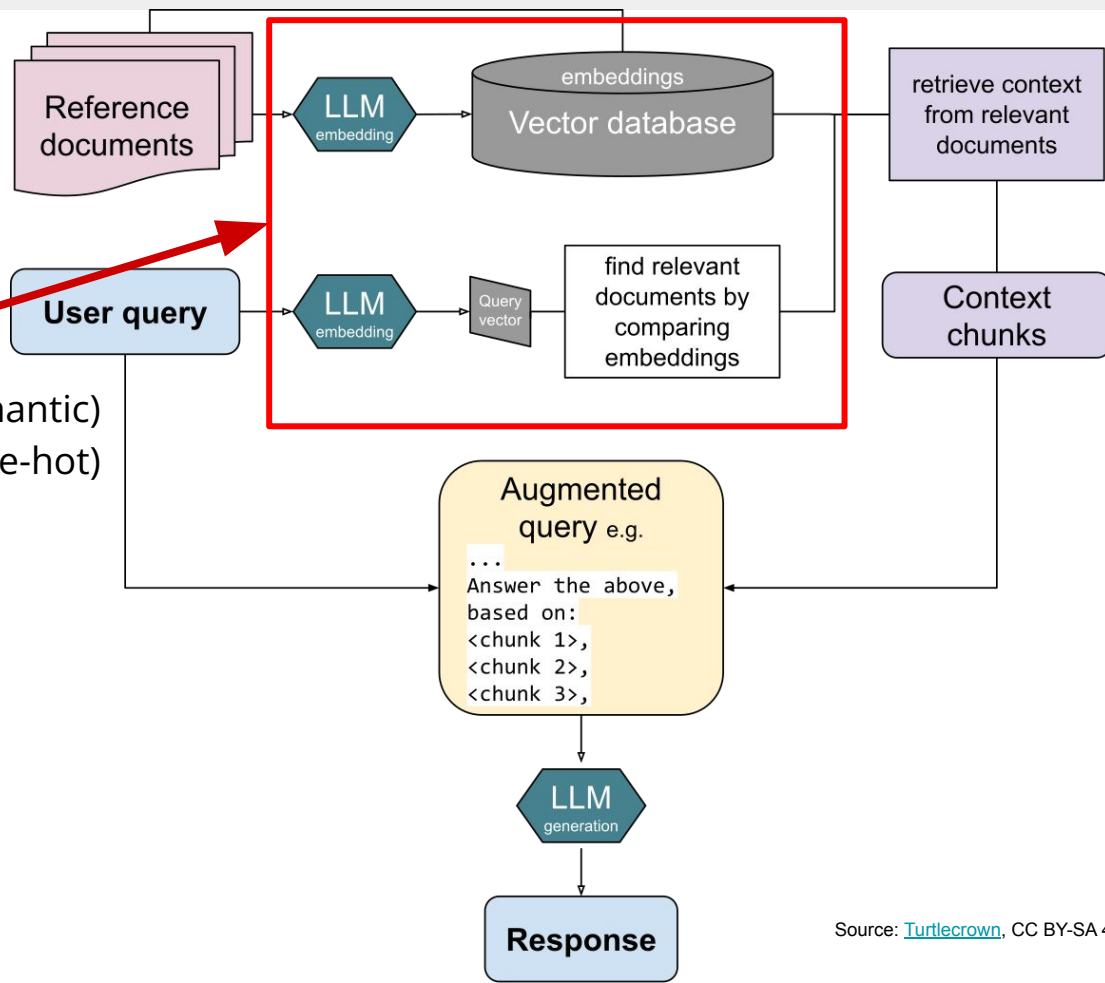 Reference
documents
LLM
embedding
embeddings
Vector database
retrieve context
from relevant
documents
User query
LLM
embedding
Query
vector
find relevant
documents by
comparing
embeddings
Context
chunks
mantic)
e-hot)
Augmented
query e.g.
...
Answer the above,
based on:
<chunk 1>,
<chunk 2>,
<chunk 3>,
LLM
generation
Response
Source: Turtlecrown, CC BY-SA 4